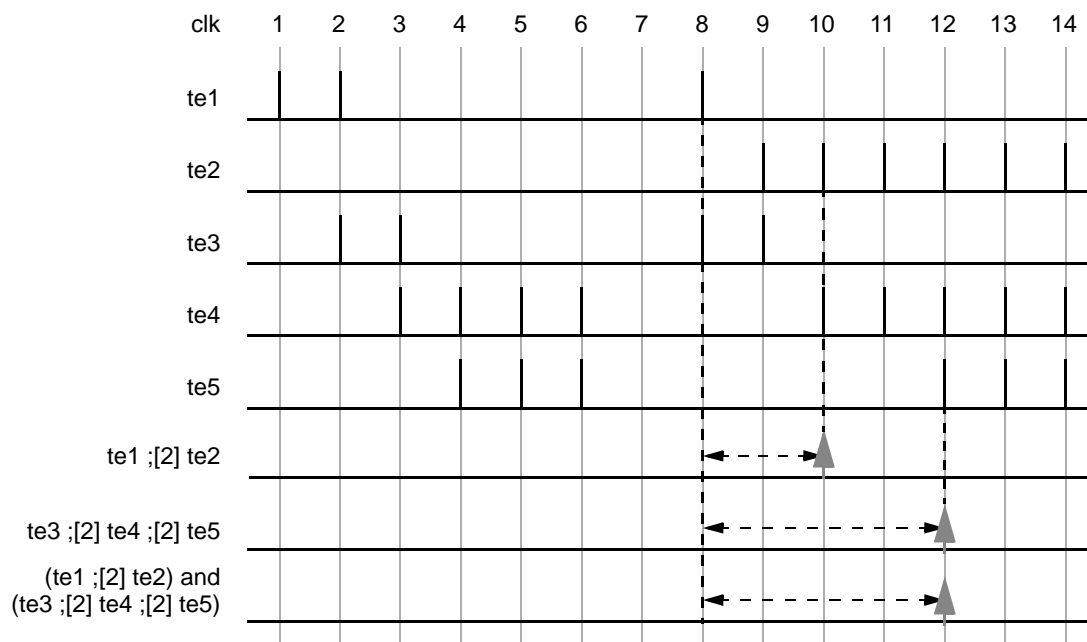 clk 1 2 3 4 5 6 7 8 9 10 11 12 13 14
te1
te2
te3
te4
te5
te1 ;[2] te2
te3 ;[2] te4 ;[2] te5
(te1 ;[2] te2) and
(te3 ;[2] te4 ;[2] te5)